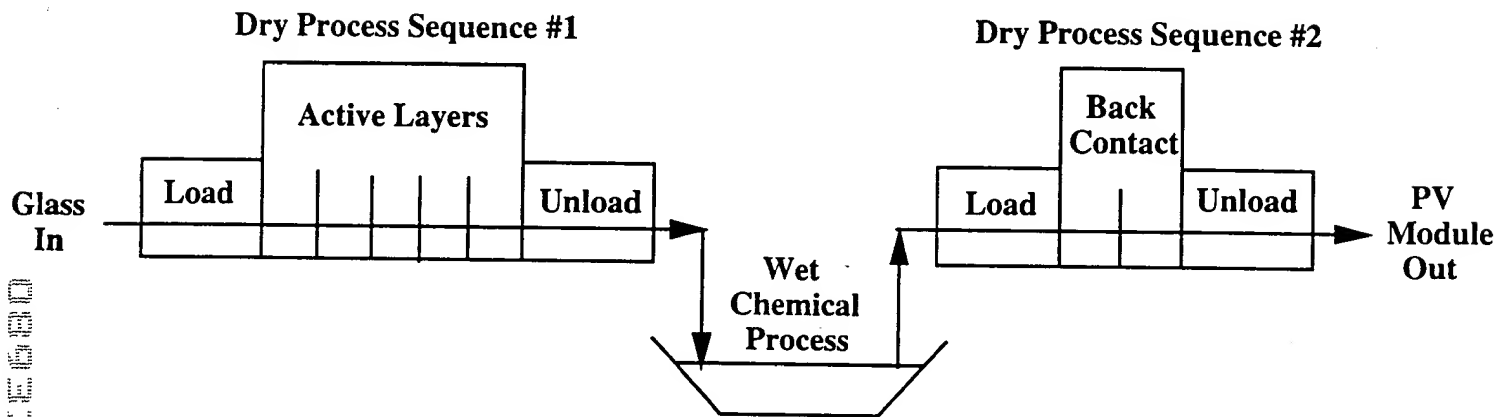 Dry Process Sequence #1
Dry Process Sequence #2
Active Layers
Back
Contact
Load
Unload
Load
Unload
Glass
In
PV
Module
Out
Wet
Chemical
Process